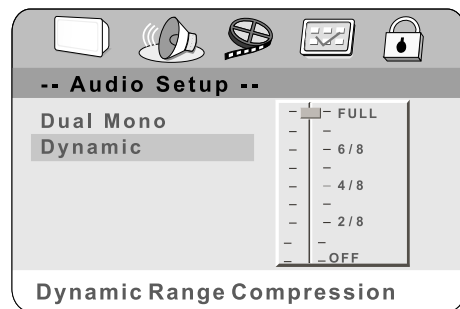 -- Audio Setup --
Dual Mono
Dynamic
FULL
6/8
4/8
2/8
OFF
Dynamic Range Compression